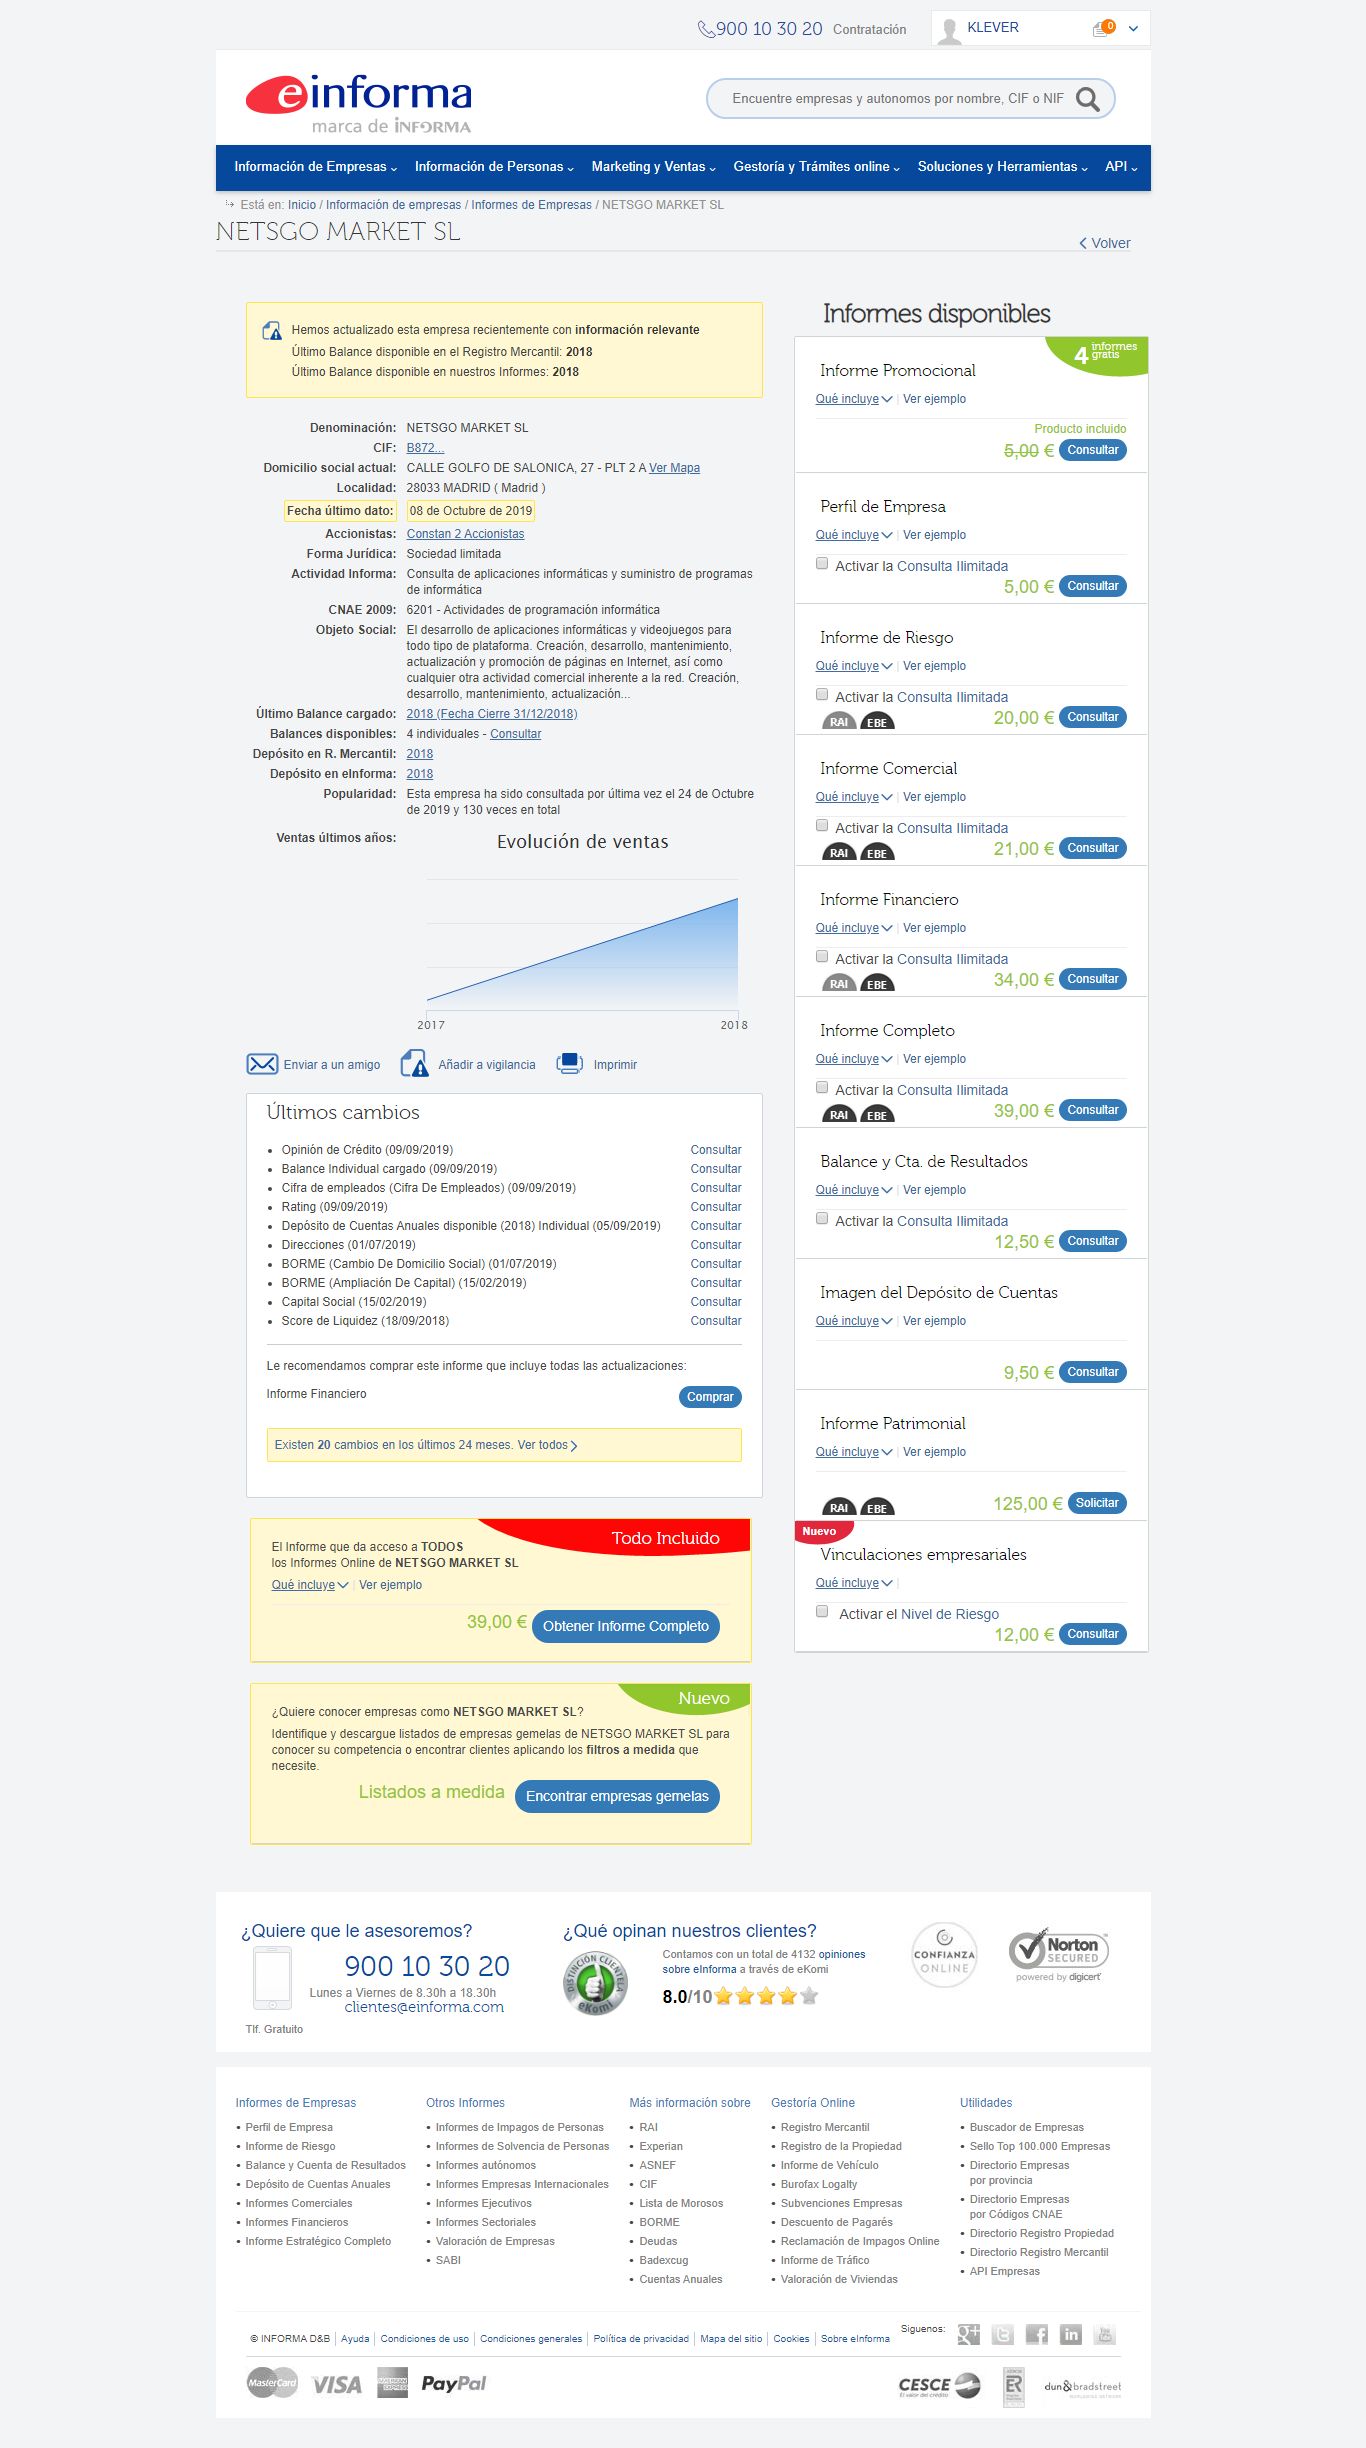 900 10 30 20 Contratación
KLEVER 0
einforma
marca de INFORMA
Encuentre empresas y autonomos por nombre, CIF o NIF
Información de Empresas Información de Personas Marketing y Ventas Gestoría y Trámites online Soluciones y Herramientas API
Está en: Inicio / Información de empresas / Informes de Empresas / NETSGO MARKET SL
NETSGO MARKET SL
Volver
Hemos actualizado esta empresa recientemente con información relevante
Último Balance disponible en el Registro Mercantil: 2018
Último Balance disponible en nuestros Informes: 2018
Denominación: NETSGO MARKET SL
CIF: B872...
Domicilio social actual: CALLE GOLFO DE SALONICA, 27 - PLT 2 A Ver Mapa
Localidad: 28033 MADRID ( Madrid )
Fecha último dato: 08 de Octubre de 2019
Accionistas: Constan 2 Accionistas
Forma Jurídica: Sociedad limitada
Actividad Informa: Consulta de aplicaciones informáticas y suministro de programas
de informática
CNAE 2009: 6201 - Actividades de programación informática
Objeto Social: El desarrollo de aplicaciones informáticas y videojuegos para
todo tipo de plataforma. Creación, desarrollo, mantenimiento,
actualización y promoción de páginas en Internet, así como
cualquier otra actividad comercial inherente a la red. Creación,
desarrollo, mantenimiento, actualización...
Último Balance cargado: 2018 (Fecha Cierre 31/12/2018)
Balances disponibles: 4 individuales - Consultar
Depósito en R. Mercantil: 2018
Depósito en eInforma: 2018
Popularidad: Esta empresa ha sido consultada por última vez el 24 de Octubre
de 2019 y 130 veces en total
Ventas últimos años:
Evolución de ventas
2017 2018
Enviar a un amigo Añadir a vigilancia Imprimir
Últimos cambios
Opinión de Crédito (09/09/2019) Consultar
Balance Individual cargado (09/09/2019) Consultar
Cifra de empleados (Cifra De Empleados) (09/09/2019) Consultar
Rating (09/09/2019) Consultar
Depósito de Cuentas Anuales disponible (2018) Individual (05/09/2019) Consultar
Direcciones (01/07/2019) Consultar
BORME (Cambio De Domicilio Social) (01/07/2019) Consultar
BORME (Ampliación De Capital) (15/02/2019) Consultar
Capital Social (15/02/2019) Consultar
Score de Liquidez (18/09/2018) Consultar
Le recomendamos comprar este informe que incluye todas las actualizaciones:
Informe Financiero Comprar
Existen 20 cambios en los últimos 24 meses. Ver todos
Todo Incluido
El Informe que da acceso a TODOS
los Informes Online de NETSGO MARKET SL
Qué incluye | Ver ejemplo
39,00 € Obtener Informe Completo
Nuevo
¿Quiere conocer empresas como NETSGO MARKET SL?
Identifique y descargue listados de empresas gemelas de NETSGO MARKET SL para
conocer su competencia o encontrar clientes aplicando los filtros a medida que
necesite.
Listados a medida Encontrar empresas gemelas
Informes disponibles
4 informes
gratis
Informe Promocional
Qué incluye | Ver ejemplo
Producto incluido
5,00 € Consultar
Perfil de Empresa
Qué incluye | Ver ejemplo
Activar la Consulta Ilimitada
5,00 € Consultar
Informe de Riesgo
Qué incluye | Ver ejemplo
Activar la Consulta Ilimitada
RAI EBE 20,00 € Consultar
Informe Comercial
Qué incluye | Ver ejemplo
Activar la Consulta Ilimitada
RAI EBE 21,00 € Consultar
Informe Financiero
Qué incluye | Ver ejemplo
Activar la Consulta Ilimitada
RAI EBE 34,00 € Consultar
Informe Completo
Qué incluye | Ver ejemplo
Activar la Consulta Ilimitada
RAI EBE 39,00 € Consultar
Balance y Cta. de Resultados
Qué incluye | Ver ejemplo
Activar la Consulta Ilimitada
12,50 € Consultar
Imagen del Depósito de Cuentas
Qué incluye | Ver ejemplo
9,50 € Consultar
Informe Patrimonial
Qué incluye | Ver ejemplo
RAI EBE 125,00 € Solicitar
Nuevo
Vinculaciones empresariales
Qué incluye |
Activar el Nivel de Riesgo
12,00 € Consultar
¿Quiere que le asesoremos?
900 10 30 20
Lunes a Viernes de 8.30h a 18.30h
clientes@einforma.com
Tlf. Gratuito
¿Qué opinan nuestros clientes?
DISTINCIÓN CLIENTELA
eKomi
Contamos con un total de 4132 opiniones
sobre eInforma a través de eKomi
8.0/10
CONFIANZA
ONLINE
Norton
SECURED
powered by digicert
Informes de Empresas
Perfil de Empresa
Informe de Riesgo
Balance y Cuenta de Resultados
Depósito de Cuentas Anuales
Informes Comerciales
Informes Financieros
Informe Estratégico Completo
Otros Informes
Informes de Impagos de Personas
Informes de Solvencia de Personas
Informes autónomos
Informes Empresas Internacionales
Informes Ejecutivos
Informes Sectoriales
Valoración de Empresas
SABI
Más información sobre
RAI
Experian
ASNEF
CIF
Lista de Morosos
BORME
Deudas
Badexcug
Cuentas Anuales
Gestoría Online
Registro Mercantil
Registro de la Propiedad
Informe de Vehículo
Burofax Logalty
Subvenciones Empresas
Descuento de Pagarés
Reclamación de Impagos Online
Informe de Tráfico
Valoración de Viviendas
Utilidades
Buscador de Empresas
Sello Top 100.000 Empresas
Directorio Empresas
por provincia
Directorio Empresas
por Códigos CNAE
Directorio Registro Propiedad
Directorio Registro Mercantil
API Empresas
© INFORMA D&B | Ayuda | Condiciones de uso | Condiciones generales | Política de privacidad | Mapa del sitio | Cookies | Sobre eInforma
Siguenos:
MasterCard VISA AMERICAN EXPRESS PayPal
CESCE
El valor del crédito
ER
dun&bradstreet
WORLDWIDE NETWORK